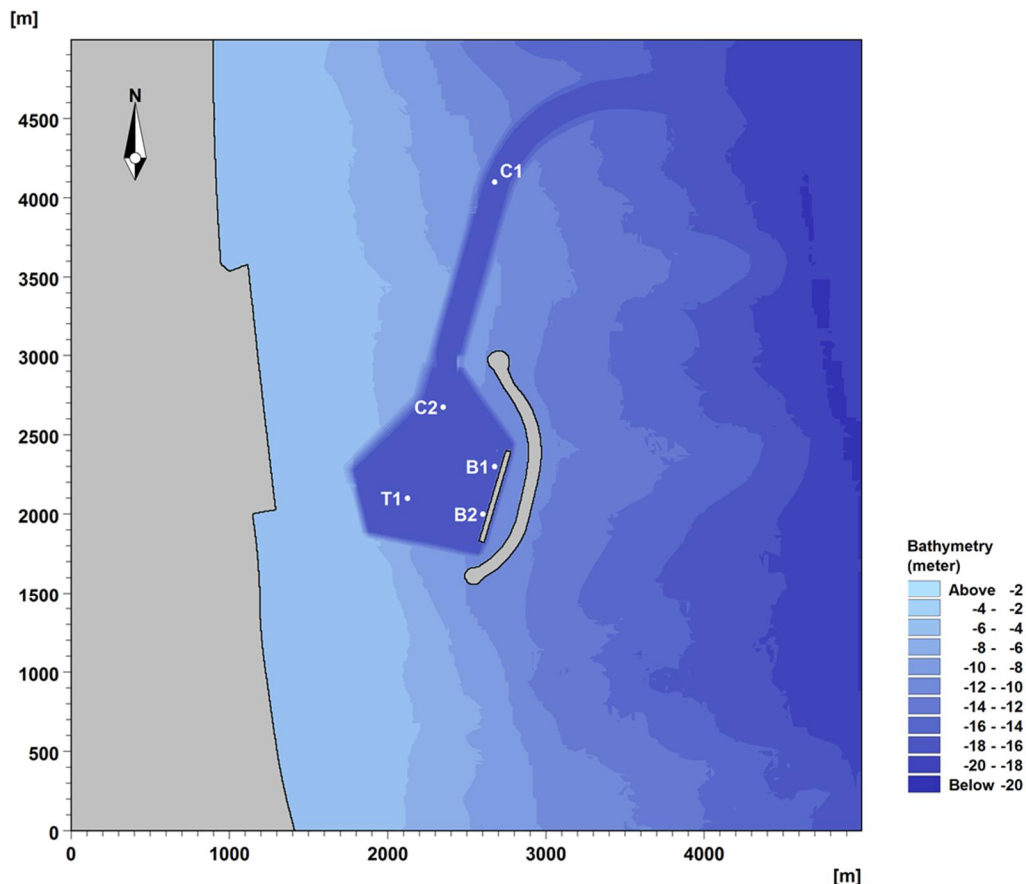 [m]
N
4500
4000
3500
3000
2500
2000
1500
1000
500
0
C1
C2
B1
T1
B2
0 1000 2000 3000 4000
[m]
Bathymetry
(meter)
Above -2
-4 - -2
-6 - -4
-8 - -6
-10 - -8
-12 - -10
-14 - -12
-16 - -14
-18 - -16
-20 - -18
Below -20